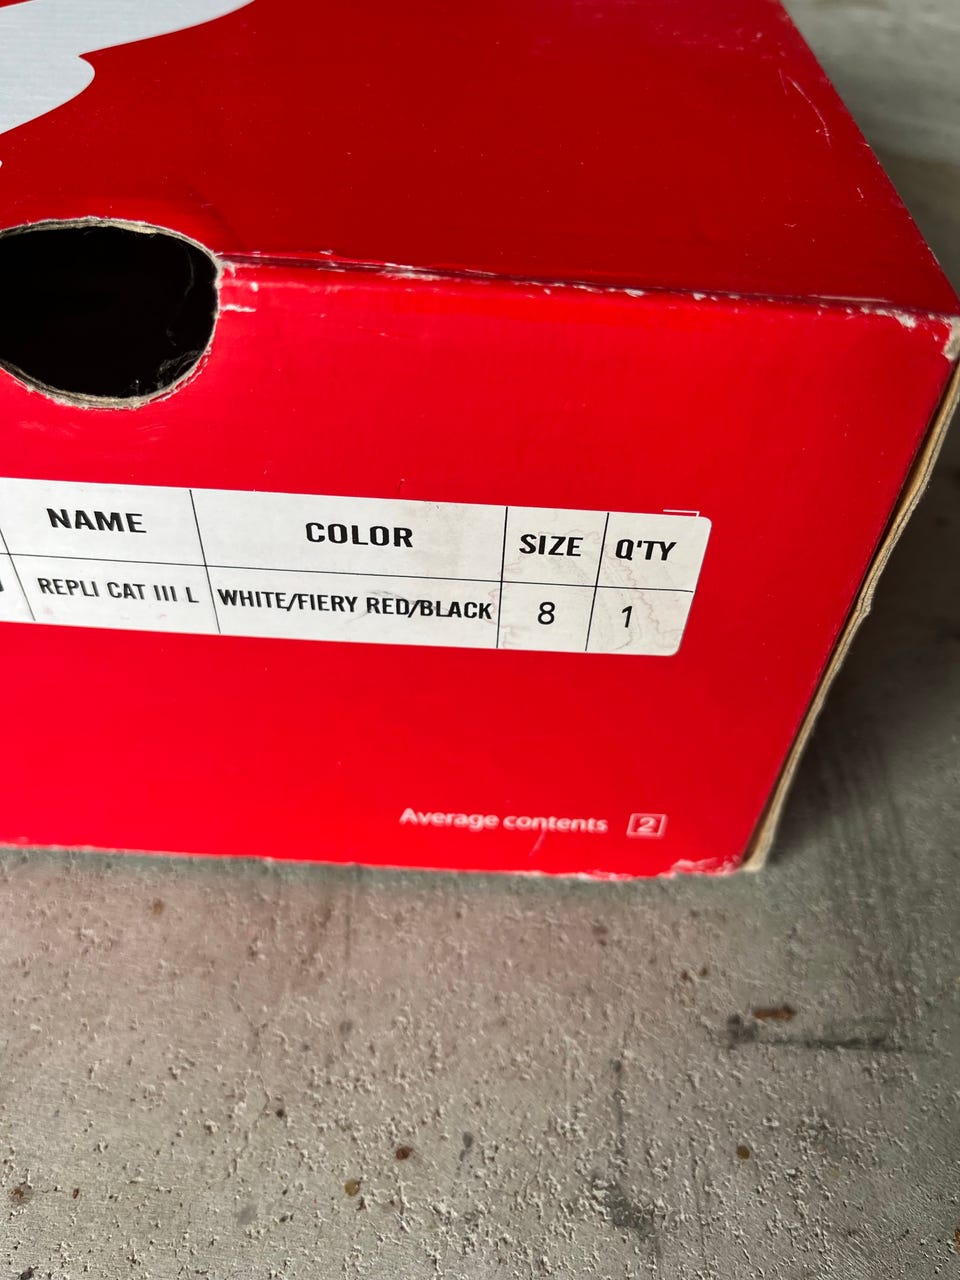 NAME COLOR SIZE Q'TY
REPLI CAT III L WHITE/FIERY RED/BLACK 8 1
Average contents 2